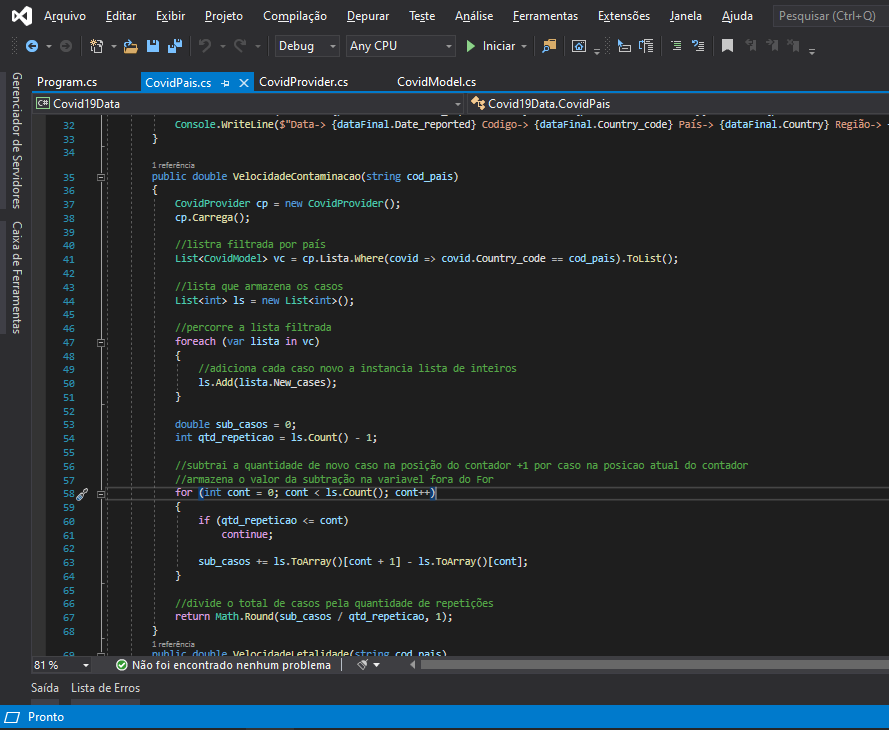 Arquivo Editar Exibir Projeto Compilação Depurar Teste Análise Ferramentas Extensões Janela Ajuda Pesquisar (Ctrl+Q)
Debug Any CPU Iniciar
Program.cs CovidPais.cs CovidProvider.cs CovidModel.cs
C# Covid19Data Covid19Data.CovidPais
Gerenciador de Servidores
Caixa de Ferramentas
32 Console.WriteLine($"Data-> {dataFinal.Date_reported} Codigo-> {dataFinal.Country_code} País-> {dataFinal.Country} Região->
33 }
34
1 referência
35 public double VelocidadeContaminacao(string cod_pais)
36 {
37 CovidProvider cp = new CovidProvider();
38 cp.Carrega();
39
40 //listra filtrada por país
41 List<CovidModel> vc = cp.Lista.Where(covid => covid.Country_code == cod_pais).ToList();
42
43 //lista que armazena os casos
44 List<int> ls = new List<int>();
45
46 //percorre a lista filtrada
47 foreach (var lista in vc)
48 {
49 //adiciona cada caso novo a instancia lista de inteiros
50 ls.Add(lista.New_cases);
51 }
52
53 double sub_casos = 0;
54 int qtd_repeticao = ls.Count() - 1;
55
56 //subtrai a quantidade de novo caso na posição do contador +1 por caso na posicao atual do contador
57 //armazena o valor da subtração na variavel fora do For
58 for (int cont = 0; cont < ls.Count(); cont++)
59 {
60 if (qtd_repeticao <= cont)
61 continue;
62
63 sub_casos += ls.ToArray()[cont + 1] - ls.ToArray()[cont];
64 }
65
66 //divide o total de casos pela quantidade de repetições
67 return Math.Round(sub_casos / qtd_repeticao, 1);
68 }
1 referência
69 public double VelocidadeLetalidade(string cod_pais)
81 % Não foi encontrado nenhum problema
Saída Lista de Erros
Pronto